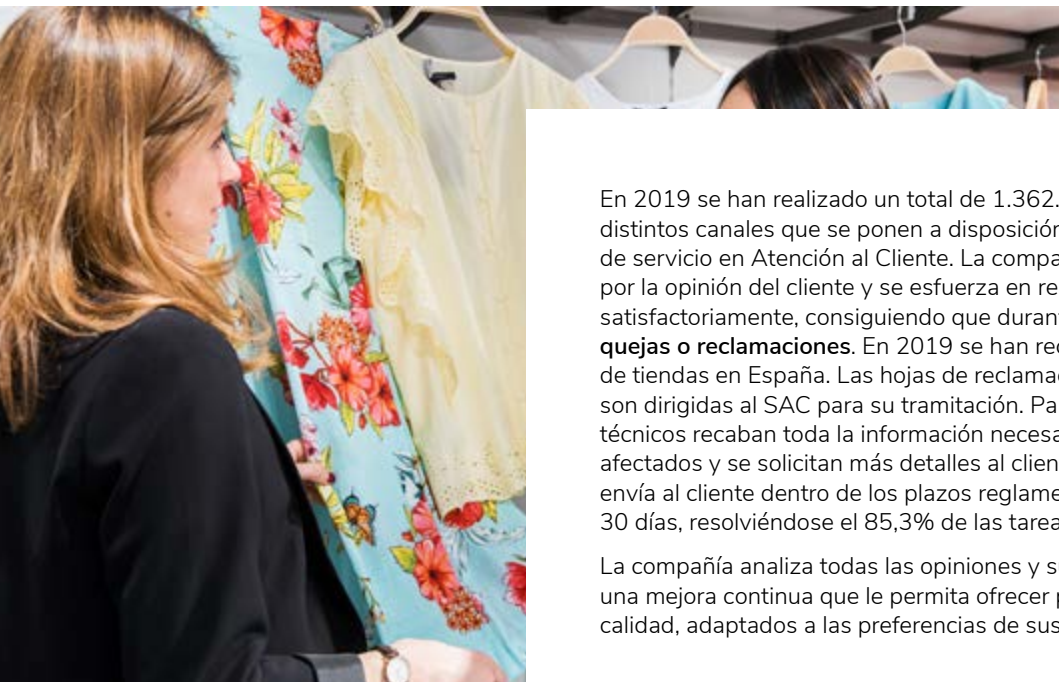 En 2019 se han realizado un total de 1.362.
distintos canales que se ponen a disposición
de servicio en Atención al Cliente. La compa
por la opinión del cliente y se esfuerza en re
satisfactoriamente, consiguiendo que duran
quejas o reclamaciones. En 2019 se han rec
de tiendas en España. Las hojas de reclama
son dirigidas al SAC para su tramitación. Pa
técnicos recaban toda la información necesa
afectados y se solicitan más detalles al clien
envía al cliente dentro de los plazos reglame
30 días, resolviéndose el 85,3% de las tarea
La compañía analiza todas las opiniones y s
una mejora continua que le permita ofrecer p
calidad, adaptados a las preferencias de sus